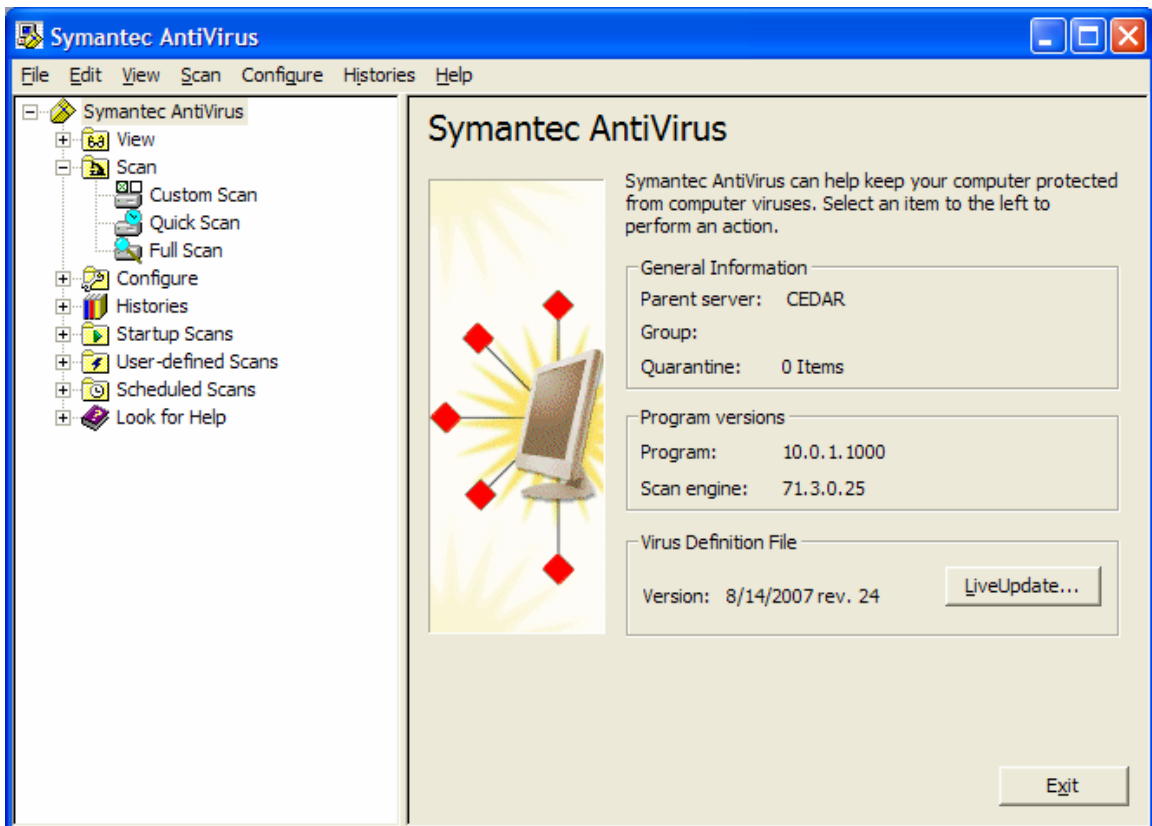 Symantec AntiVirus
File Edit View Scan Configure Histories Help
Symantec AntiVirus
View
Scan
Custom Scan
Quick Scan
Full Scan
Configure
Histories
Startup Scans
User-defined Scans
Scheduled Scans
Look for Help
Symantec AntiVirus
Symantec AntiVirus can help keep your computer protected
from computer viruses. Select an item to the left to
perform an action.
General Information
Parent server: CEDAR
Group:
Quarantine: 0 Items
Program versions
Program: 10.0.1.1000
Scan engine: 71.3.0.25
Virus Definition File
Version: 8/14/2007 rev. 24
LiveUpdate...
Exit